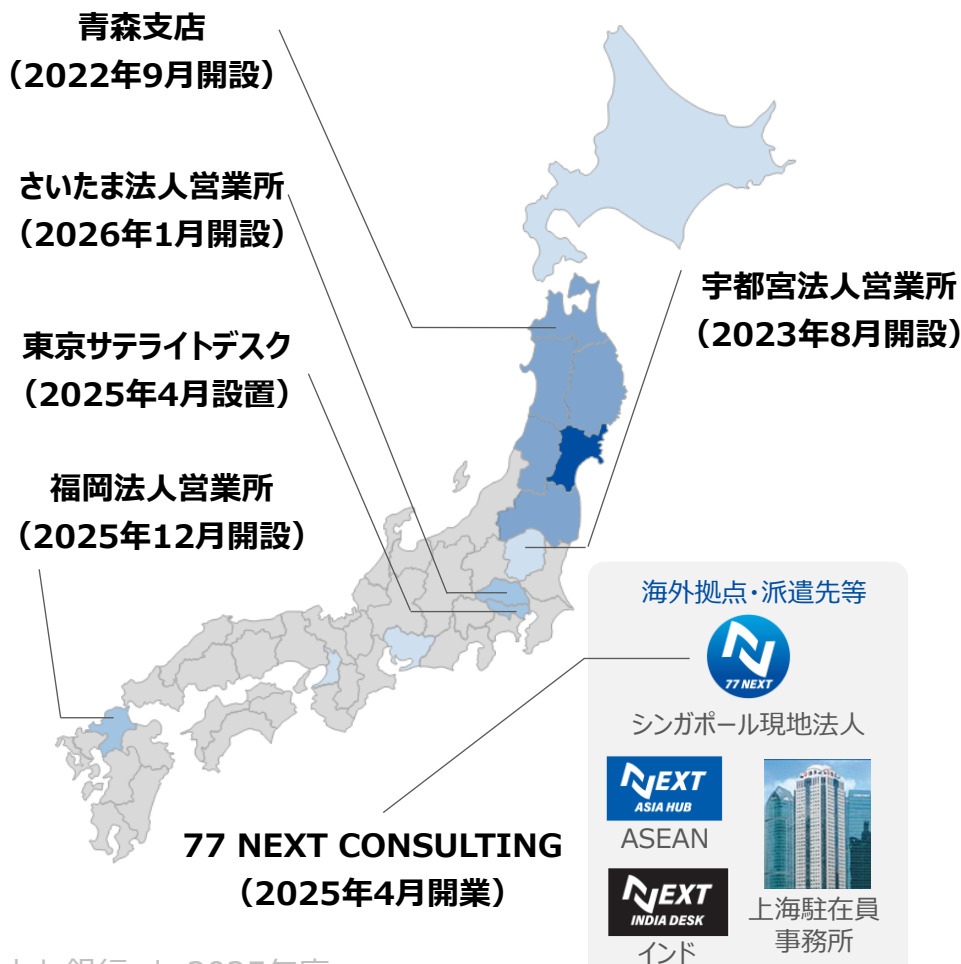 青森支店
（2022年9月開設）
さいたま法人営業所
（2026年1月開設）
宇都宮法人営業所
（2023年8月開設）
東京サテライトデスク
（2025年4月設置）
福岡法人営業所
（2025年12月開設）
77 NEXT CONSULTING
（2025年4月開業）
海外拠点・派遣先等
77 NEXT
シンガポール現地法人
NEXT
ASIA HUB
ASEAN
NEXT
INDIA DESK
インド
上海駐在員
事務所